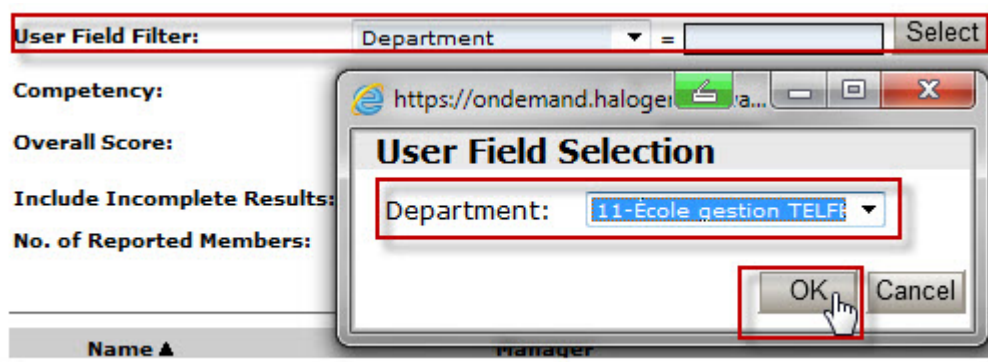 User Field Filter: Department = Select
Competency:
https://ondemand.haloge
Overall Score:
User Field Selection
Include Incomplete Results:
Department: 11-École gestion TELF
No. of Reported Members:
OK Cancel
Name Manager